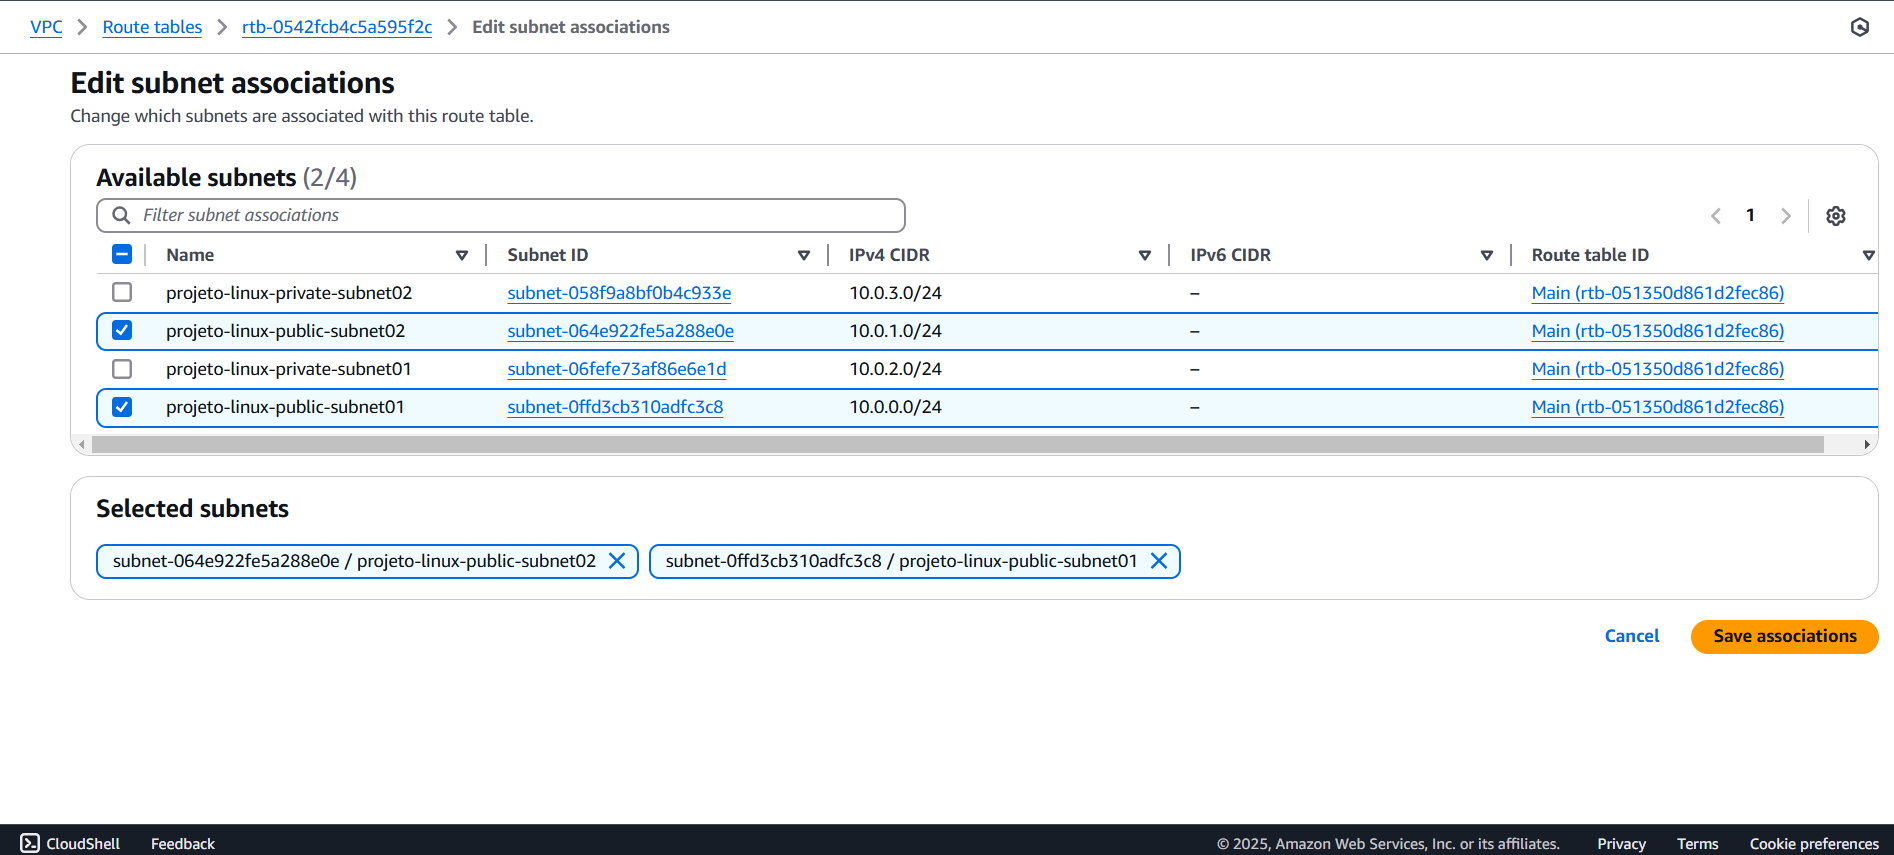 VPC > Route tables > rtb-0542fcb4c5a595f2c > Edit subnet associations
Edit subnet associations
Change which subnets are associated with this route table.
Available subnets (2/4)
Filter subnet associations
1
Name Subnet ID IPv4 CIDR IPv6 CIDR Route table ID
projeto-linux-private-subnet02 subnet-058f9a8bf0b4c933e 10.0.3.0/24 – Main (rtb-051350d861d2fec86)
projeto-linux-public-subnet02 subnet-064e922fe5a288e0e 10.0.1.0/24 – Main (rtb-051350d861d2fec86)
projeto-linux-private-subnet01 subnet-06fefe73af86e6e1d 10.0.2.0/24 – Main (rtb-051350d861d2fec86)
projeto-linux-public-subnet01 subnet-0ffd3cb310adfc3c8 10.0.0.0/24 – Main (rtb-051350d861d2fec86)
Selected subnets
subnet-064e922fe5a288e0e / projeto-linux-public-subnet02 subnet-0ffd3cb310adfc3c8 / projeto-linux-public-subnet01
Cancel Save associations
CloudShell Feedback © 2025, Amazon Web Services, Inc. or its affiliates. Privacy Terms Cookie preferences